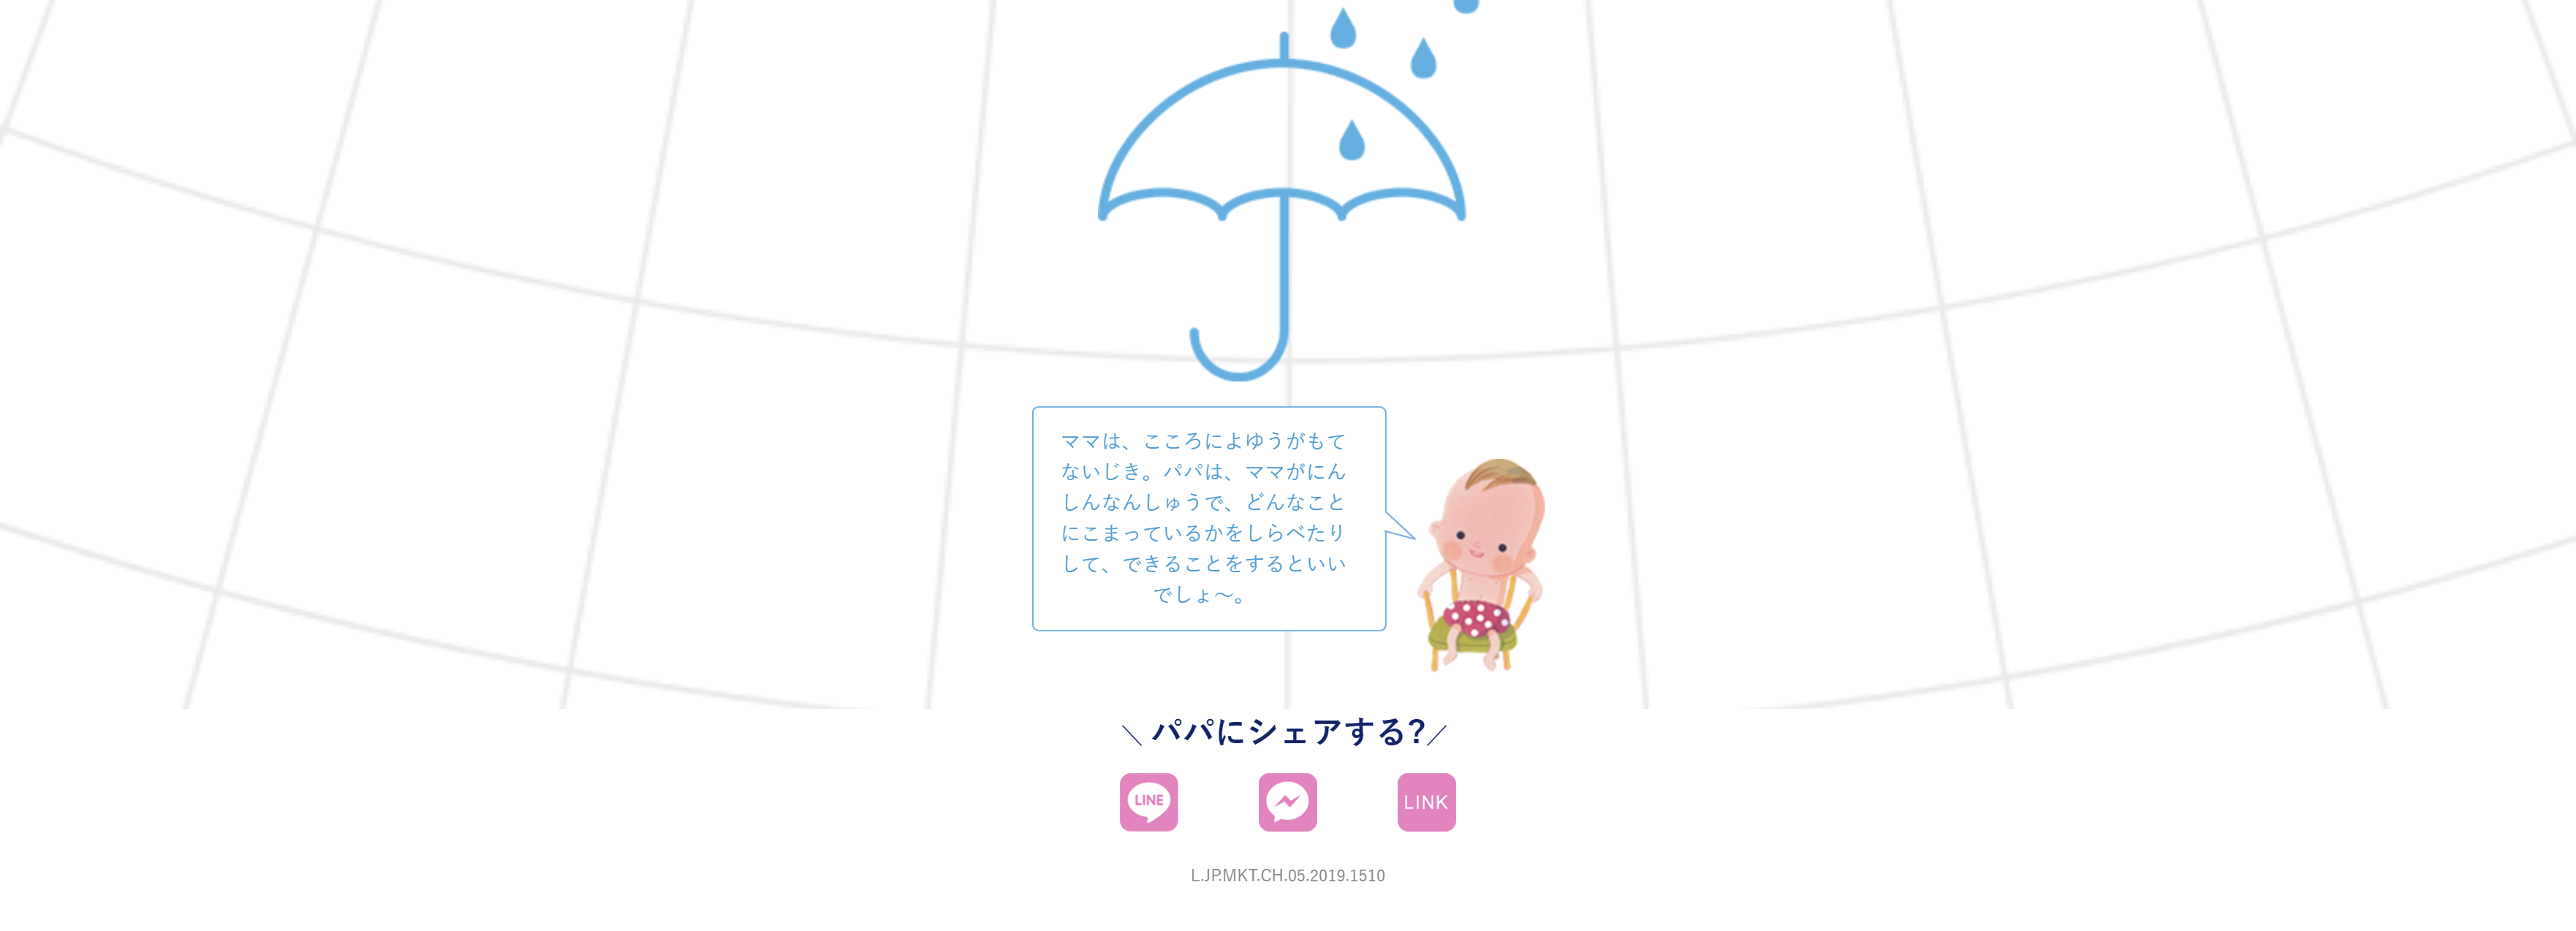 ママは、こころによゆうがもて
ないじき。パパは、ママがにん
しんなんしゅうで、どんなこと
にこまっているかをしらべたり
して、できることをするといい
でしょ〜。
＼ パパにシェアする?／
LINE
LINK
L.JP.MKT.CH.05.2019.1510